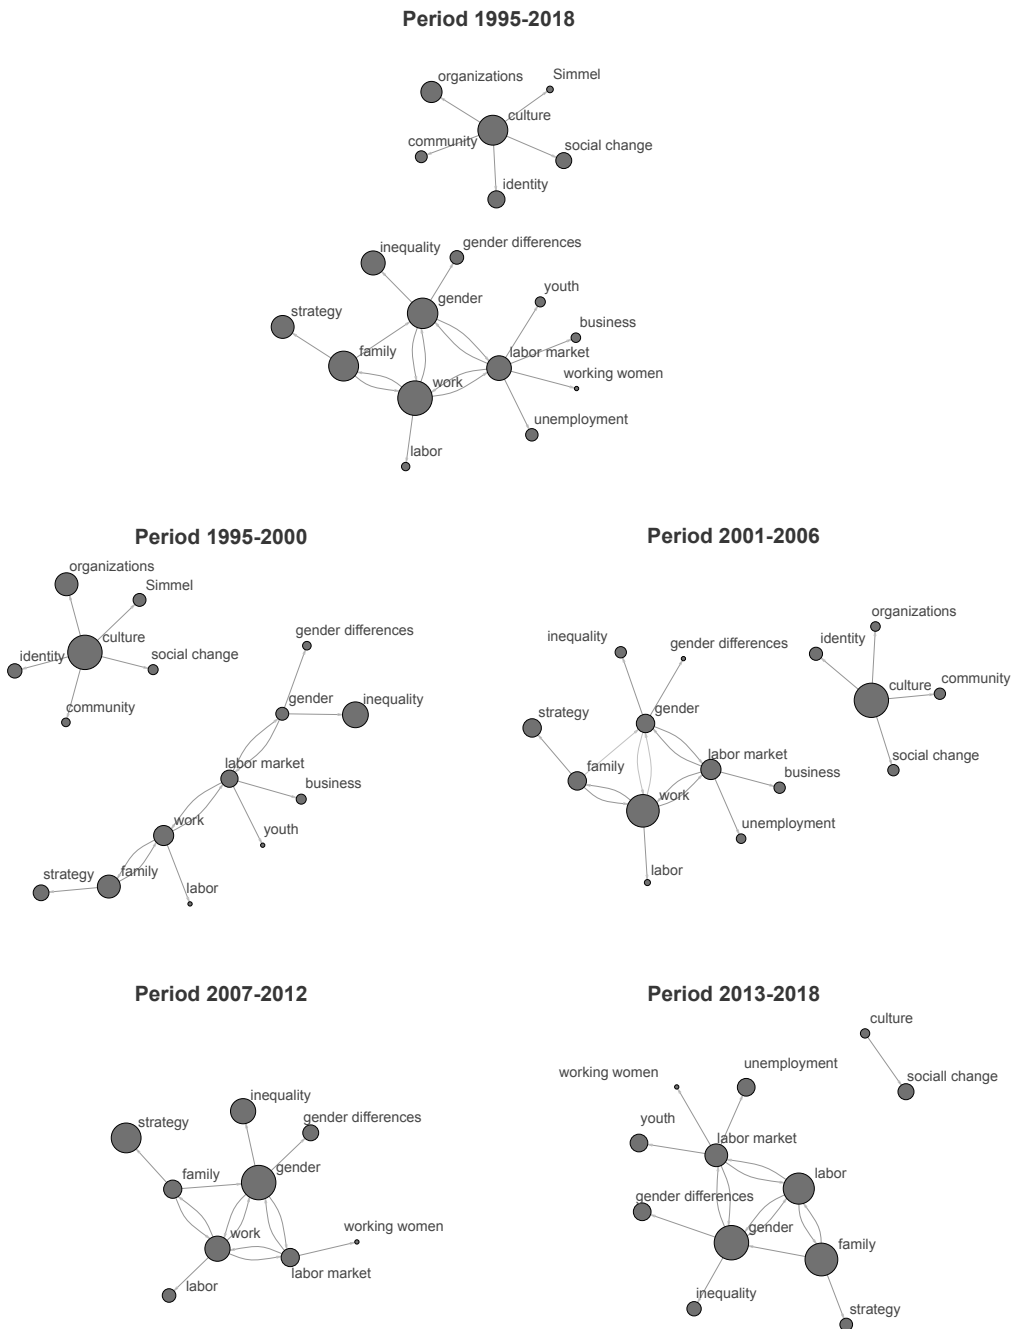 Period 1995-2018
organizations
Simmel
culture
community
social change
identity
inequality
gender differences
gender
youth
strategy
business
family
labor market
working women
work
unemployment
labor
Period 1995-2000
organizations
Simmel
culture
identity
social change
community
gender differences
gender
inequality
labor market
business
work
youth
strategy
family
labor
Period 2001-2006
organizations
inequality
gender differences
identity
culture
community
strategy
gender
family
labor market
social change
business
work
unemployment
labor
Period 2007-2012
inequality
strategy
gender differences
family
gender
work
working women
labor market
labor
Period 2013-2018
culture
unemployment
working women
sociall change
youth
labor market
labor
gender differences
gender
family
inequality
strategy